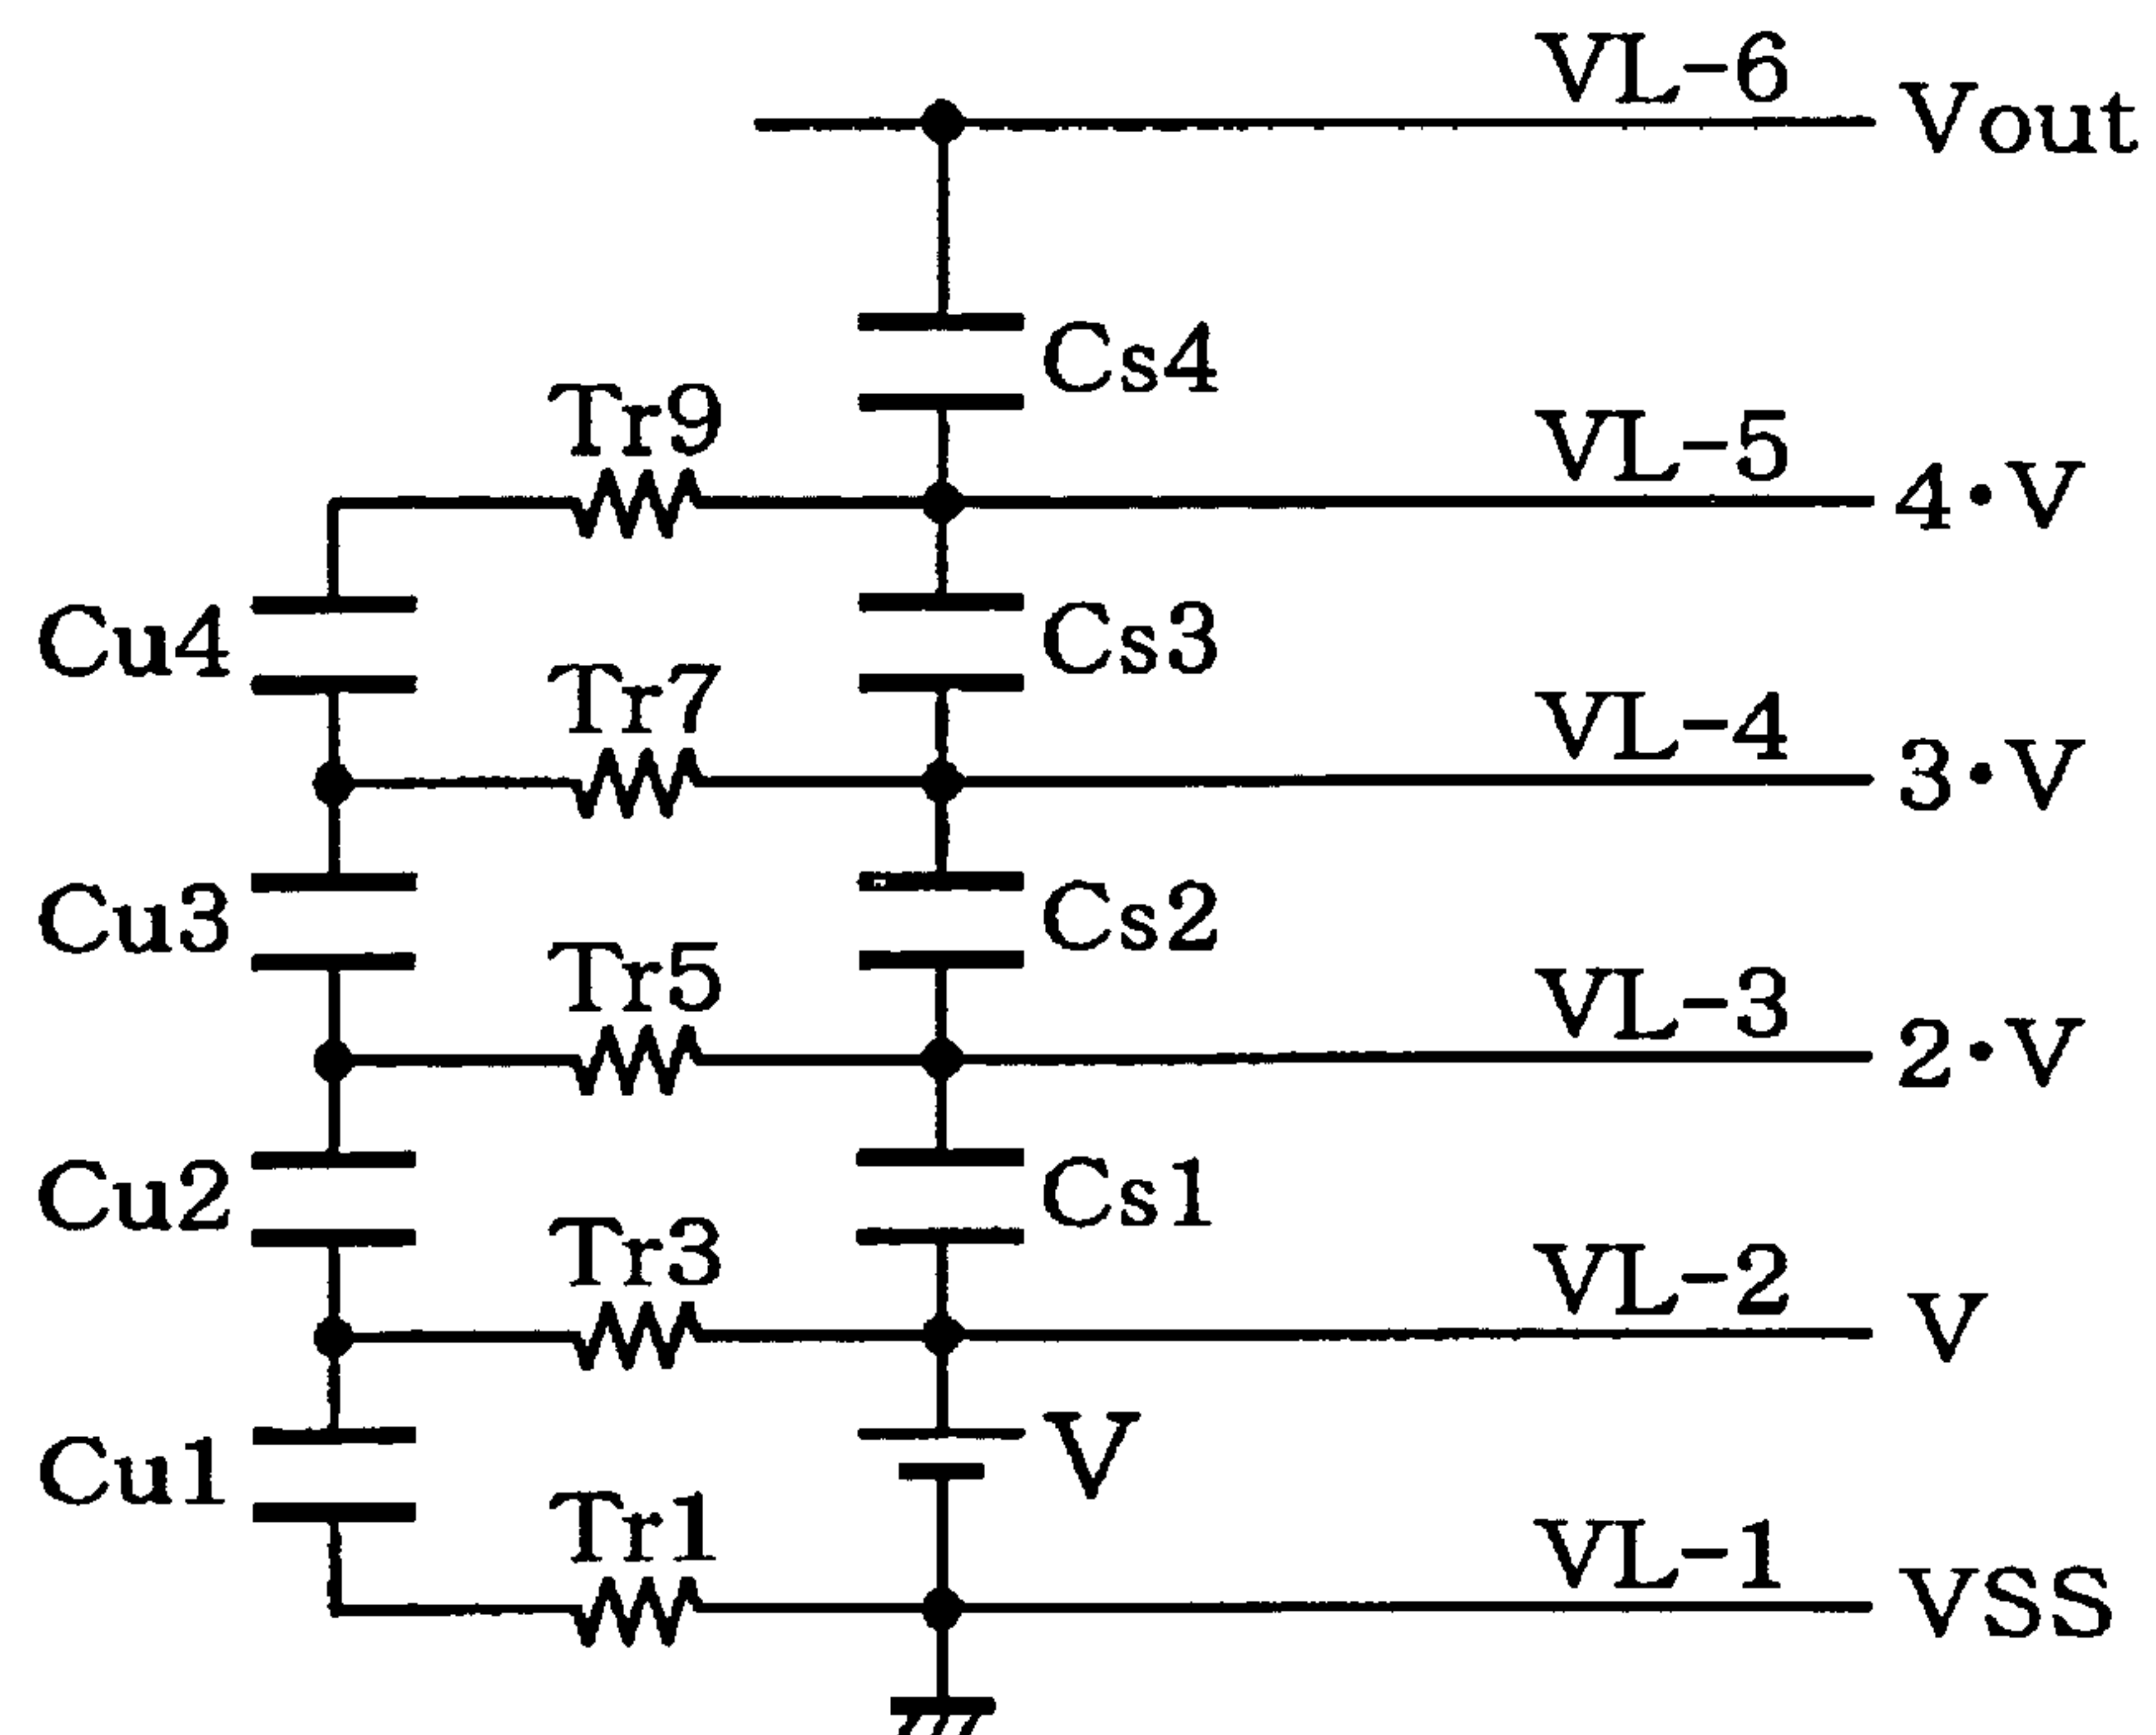 VL-6
Vout
Cs4
Tr9
VL-5
4·V
Cu4
Cs3
Tr7
VL-4
3·V
Cu3
Cs2
Tr5
VL-3
2·V
Cu2
Cs1
Tr3
VL-2
V
Cu1
V
Tr1
VL-1
VSS